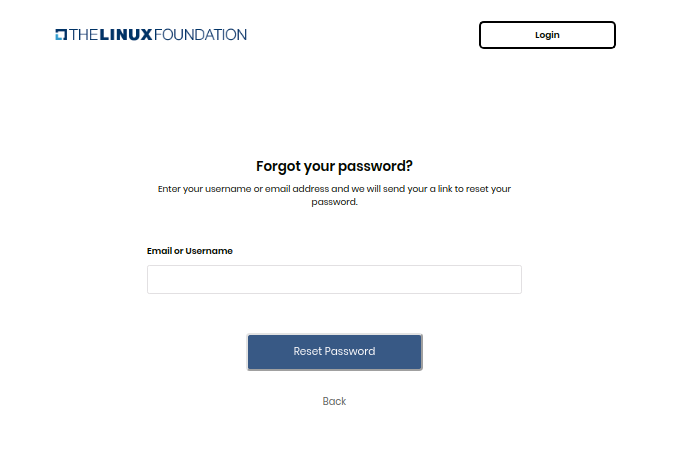 THE LINUX FOUNDATION
Login
Forgot your password?
Enter your username or email address and we will send your a link to reset your
password.
Email or Username
Reset Password
Back